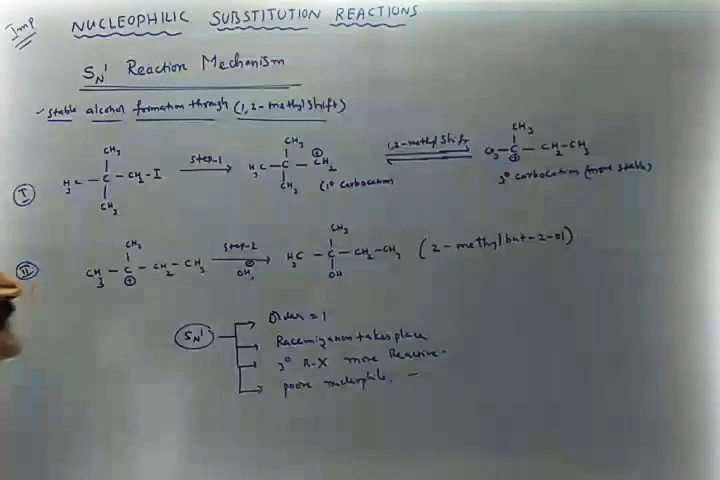 Imp
NUCLEOPHILIC SUBSTITUTION REACTIONS
SN1 Reaction Mechanism
stable alcohol formation through (1,2-methyl shift)
CH3
H3C - C - CH2-I
CH3
Step-1
CH3
H3C - C - CH2
⊕
CH3
(1° carbocation)
1,2-methyl shift
CH3
CH3 - C - CH2-CH3
⊕
3° carbocation (more stable)
I
II
CH3
CH3 - C - CH2 - CH3
⊕
Step-2
OH
CH3
H3C - C - CH2-CH3
OH
(2-methylbut-2-ol)
SN1
Order = 1
Racemization takes place
3° R-X more Reactive.
poore nucleophile.